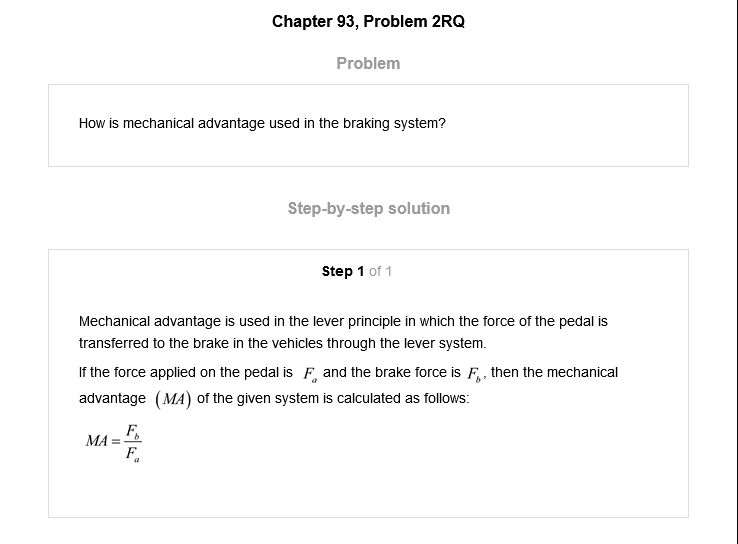 Chapter 93, Problem 2RQ
Problem
How is mechanical advantage used in the braking system?
Step-by-step solution
Step 1 of 1
Mechanical advantage is used in the lever principle in which the force of the pedal is
transferred to the brake in the vehicles through the lever system.
If the force applied on the pedal is F_a and the brake force is F_b, then the mechanical
advantage (MA) of the given system is calculated as follows:
MA = F_b / F_a